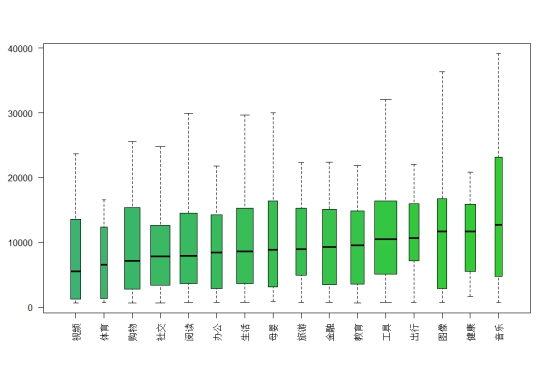 40000
30000
20000
10000
0
视频
体育
购物
社交
阅读
办公
生活
母婴
旅游
金融
教育
工具
出行
图像
健康
音乐